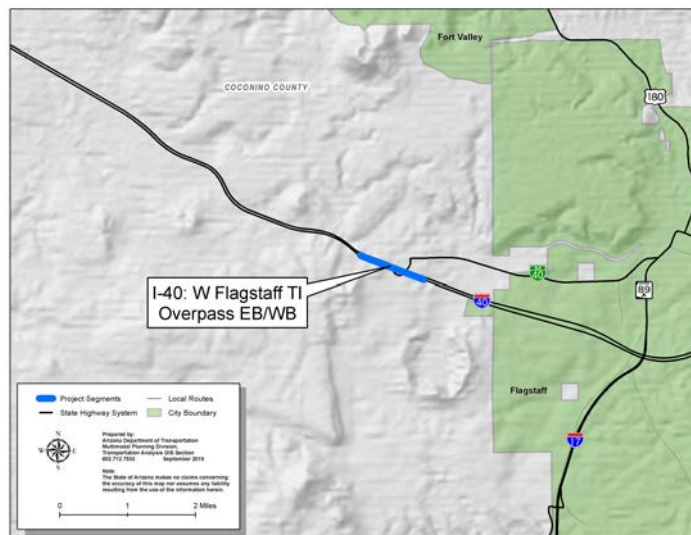 Fort Valley
COCONINO COUNTY
180
I-40: W Flagstaff TI
Overpass EB/WB
40
40
89
Flagstaff
17
Project Segments
Local Routes
State Highway System
City Boundary
N
W
E
S
Prepared by:
Arizona Department of Transportation
Multimodal Planning Division,
Transportation Analysis GIS Section
602.712.7333 September 2019
Note
The State of Arizona makes no claims concerning
the accuracy of this map nor assumes any liability
resulting from the use of the information herein.
0 1 2 Miles